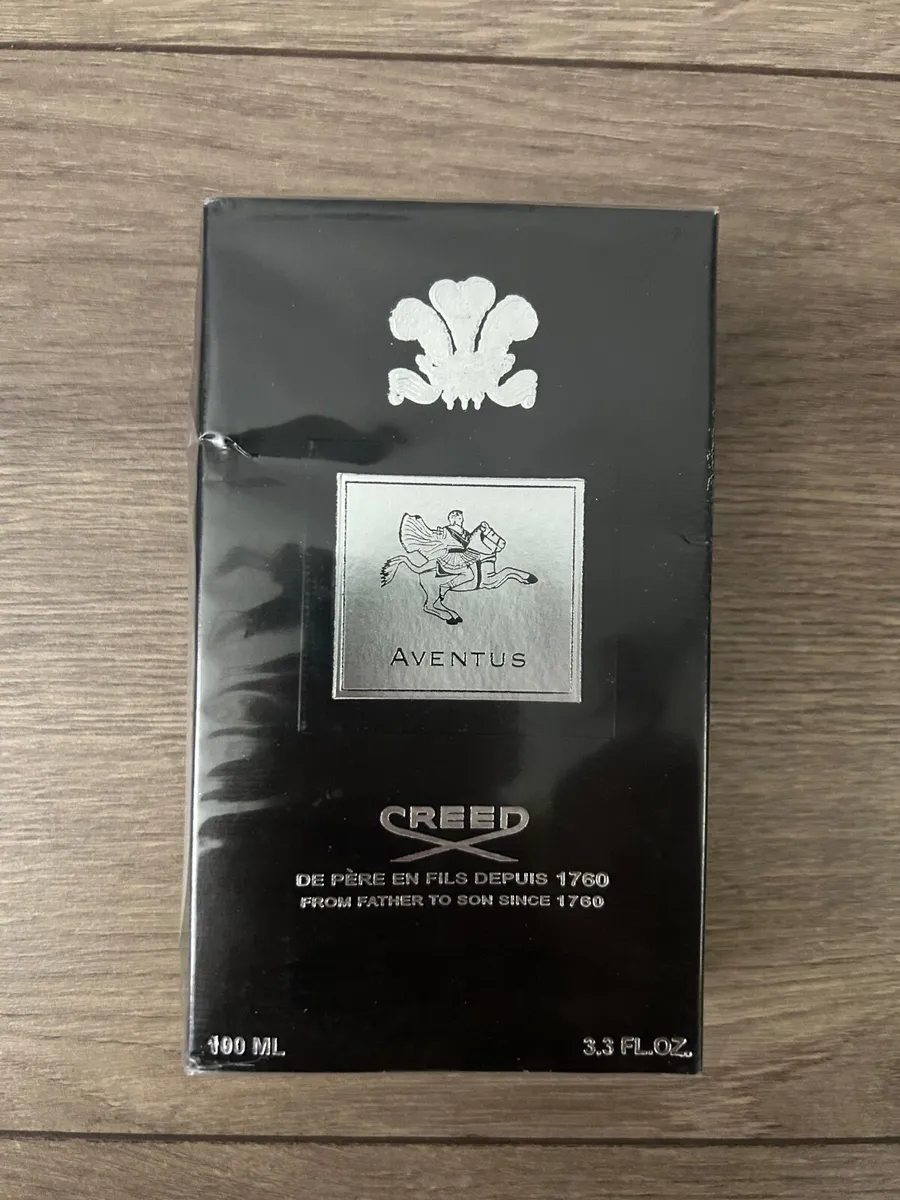 AVENTUS
CREED
DE PÈRE EN FILS DEPUIS 1760
FROM FATHER TO SON SINCE 1760
100 ML
3.3 FL.OZ.